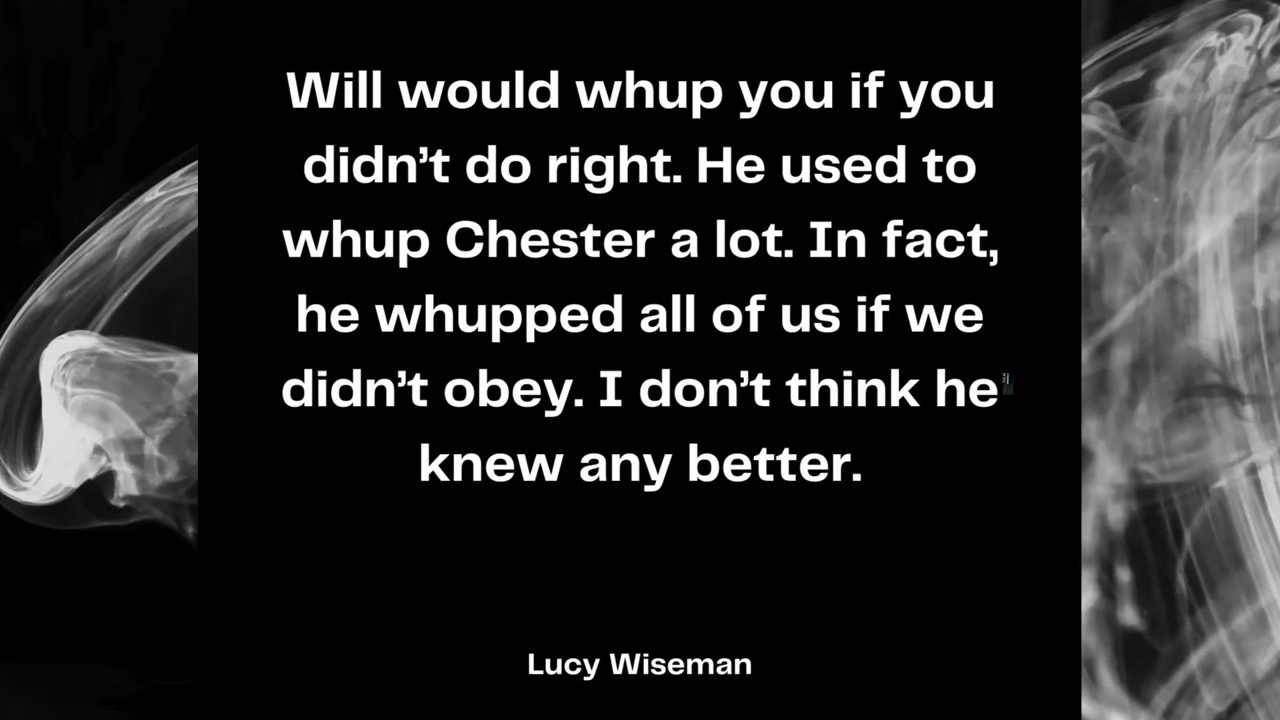 Will would whup you if you
didn’t do right. He used to
whup Chester a lot. In fact,
he whupped all of us if we
didn’t obey. I don’t think he
knew any better.
Lucy Wiseman